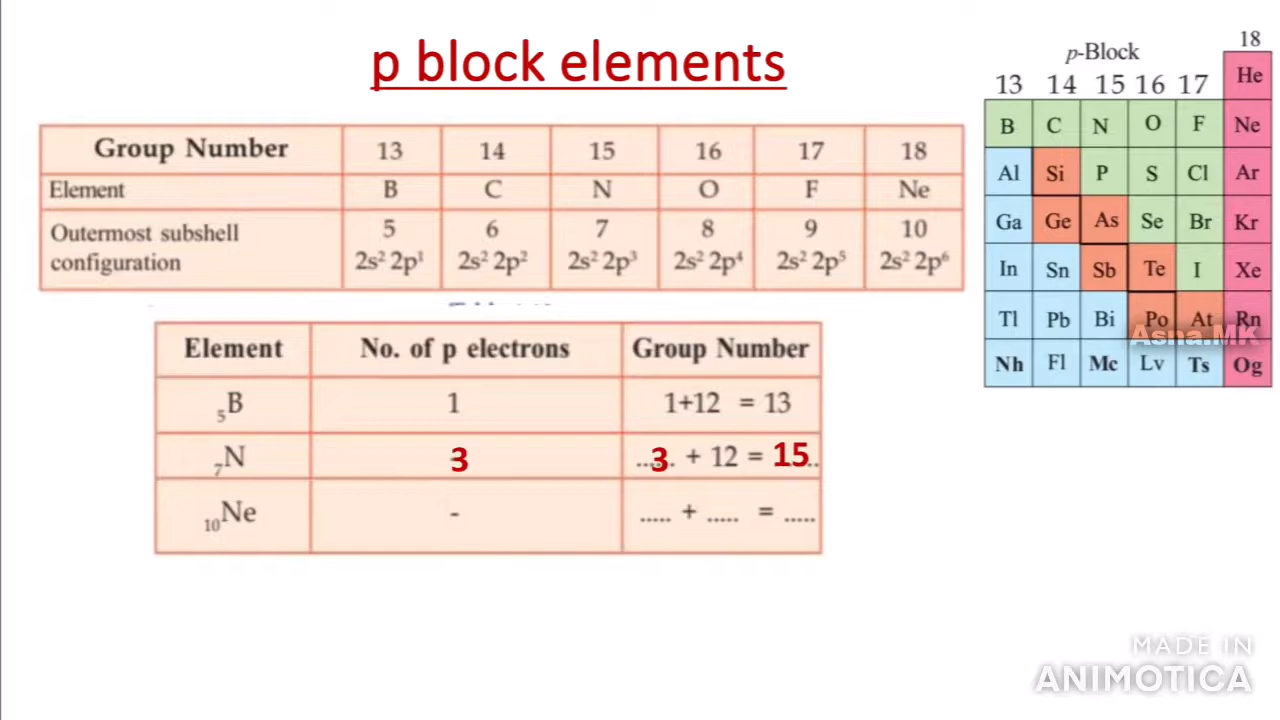 p block elements
Group Number 13 14 15 16 17 18
Element B C N O F Ne
Outermost subshell configuration 5 6 7 8 9 10
2s² 2p¹ 2s² 2p² 2s² 2p³ 2s² 2p⁴ 2s² 2p⁵ 2s² 2p⁶
Element No. of p electrons Group Number
₅B 1 1+12 = 13
₇N 3 ..3.. + 12 = 15..
₁₀Ne - ..... + ..... = .....
18
p-Block He
13 14 15 16 17
B C N O F Ne
Al Si P S Cl Ar
Ga Ge As Se Br Kr
In Sn Sb Te I Xe
Tl Pb Bi Po At Rn
Asna.MK
Nh Fl Mc Lv Ts Og
MADE IN
ANIMOTICA